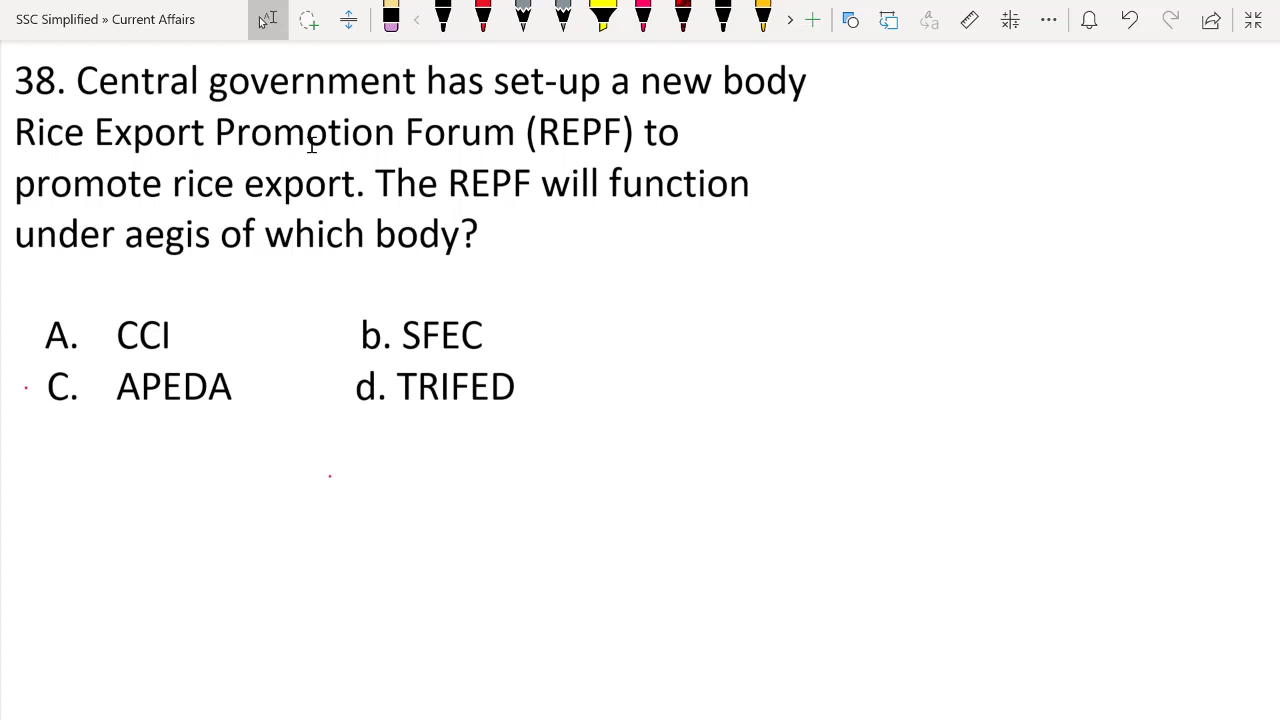 SSC Simplified » Current Affairs
38. Central government has set-up a new body
Rice Export Promotion Forum (REPF) to
promote rice export. The REPF will function
under aegis of which body?
A. CCI b. SFEC
C. APEDA d. TRIFED